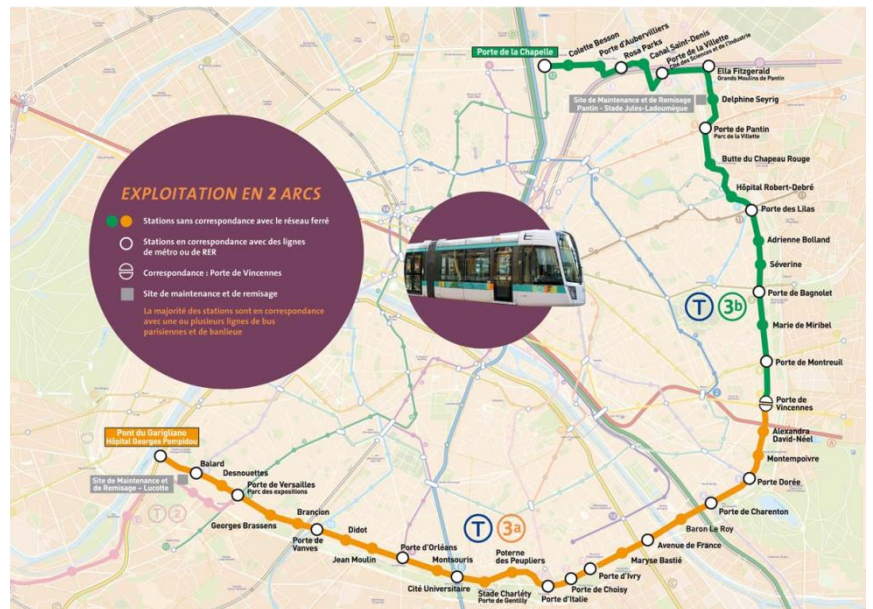 Porte de la Chapelle
Colette Besson
Porte d'Aubervilliers
Rosa Parks
Canal Saint-Denis
Porte de la Villette
Cité des Sciences et de l'Industrie
Ella Fitzgerald
Grands Moulins de Pantin
Site de Maintenance et de Remisage
Pantin - Stade Jules-Ladoumègue
Delphine Seyrig
Porte de Pantin
Parc de la Villette
Butte du Chapeau Rouge
Hôpital Robert-Debré
Porte des Lilas
Adrienne Bolland
Séverine
Porte de Bagnolet
T 3b
Marie de Miribel
Porte de Montreuil
Porte de
Vincennes
Alexandra
David-Néel
Montempoivre
Porte Dorée
Porte de Charenton
Baron Le Roy
Avenue de France
Maryse Bastié
Porte d'Ivry
Porte de Choisy
Porte d'Italie
Poterne
des Peupliers
Stade Charléty
Porte de Gentilly
T 3a
Cité Universitaire
Montsouris
Porte d'Orléans
Jean Moulin
Didot
Porte de
Vanves
Brançion
Georges Brassens
Porte de Versailles
Parc des expositions
Desnouettes
Balard
Pont du Garigliano
Hôpital Georges Pompidou
Site de Maintenance et
de Remisage – Lucotte
T 2
EXPLOITATION EN 2 ARCS
Stations sans correspondance avec le réseau ferré
Stations en correspondance avec des lignes
de métro ou de RER
Correspondance : Porte de Vincennes
Site de maintenance et de remisage
La majorité des stations sont en correspondance
avec une ou plusieurs lignes de bus
parisiennes et de banlieue